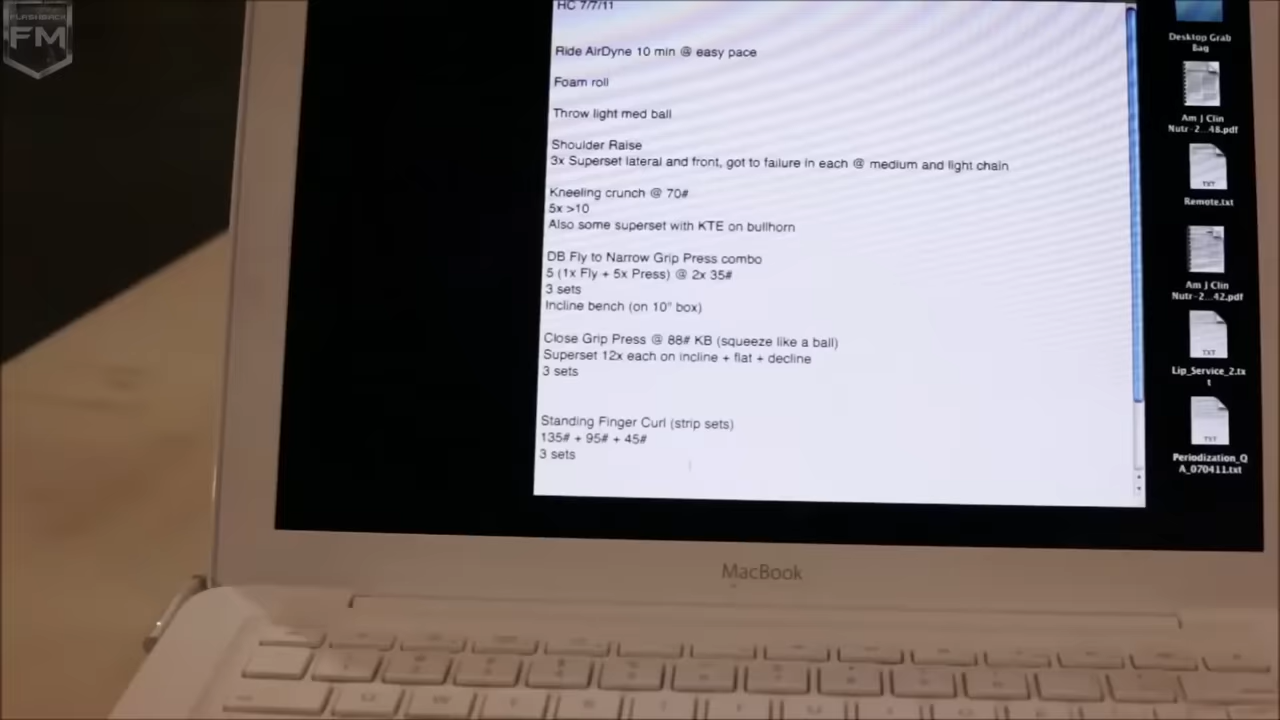 FLASHBACK
FM
HC 7/7/11
Ride AirDyne 10 min @ easy pace
Foam roll
Throw light med ball
Shoulder Raise
3x Superset lateral and front, got to failure in each @ medium and light chain
Kneeling crunch @ 70#
5x >10
Also some superset with KTE on bullhorn
DB Fly to Narrow Grip Press combo
5 (1x Fly + 5x Press) @ 2x 35#
3 sets
Incline bench (on 10" box)
Close Grip Press @ 88# KB (squeeze like a ball)
Superset 12x each on incline + flat + decline
3 sets
Standing Finger Curl (strip sets)
135# + 95# + 45#
3 sets
Desktop Grab
Bag
Am J Clin
Nutr-2...48.pdf
TXT
Remote.txt
Am J Clin
Nutr-2...42.pdf
TXT
Lip_Service_2.tx
t
TXT
Periodization_Q
A_070411.txt
MacBook